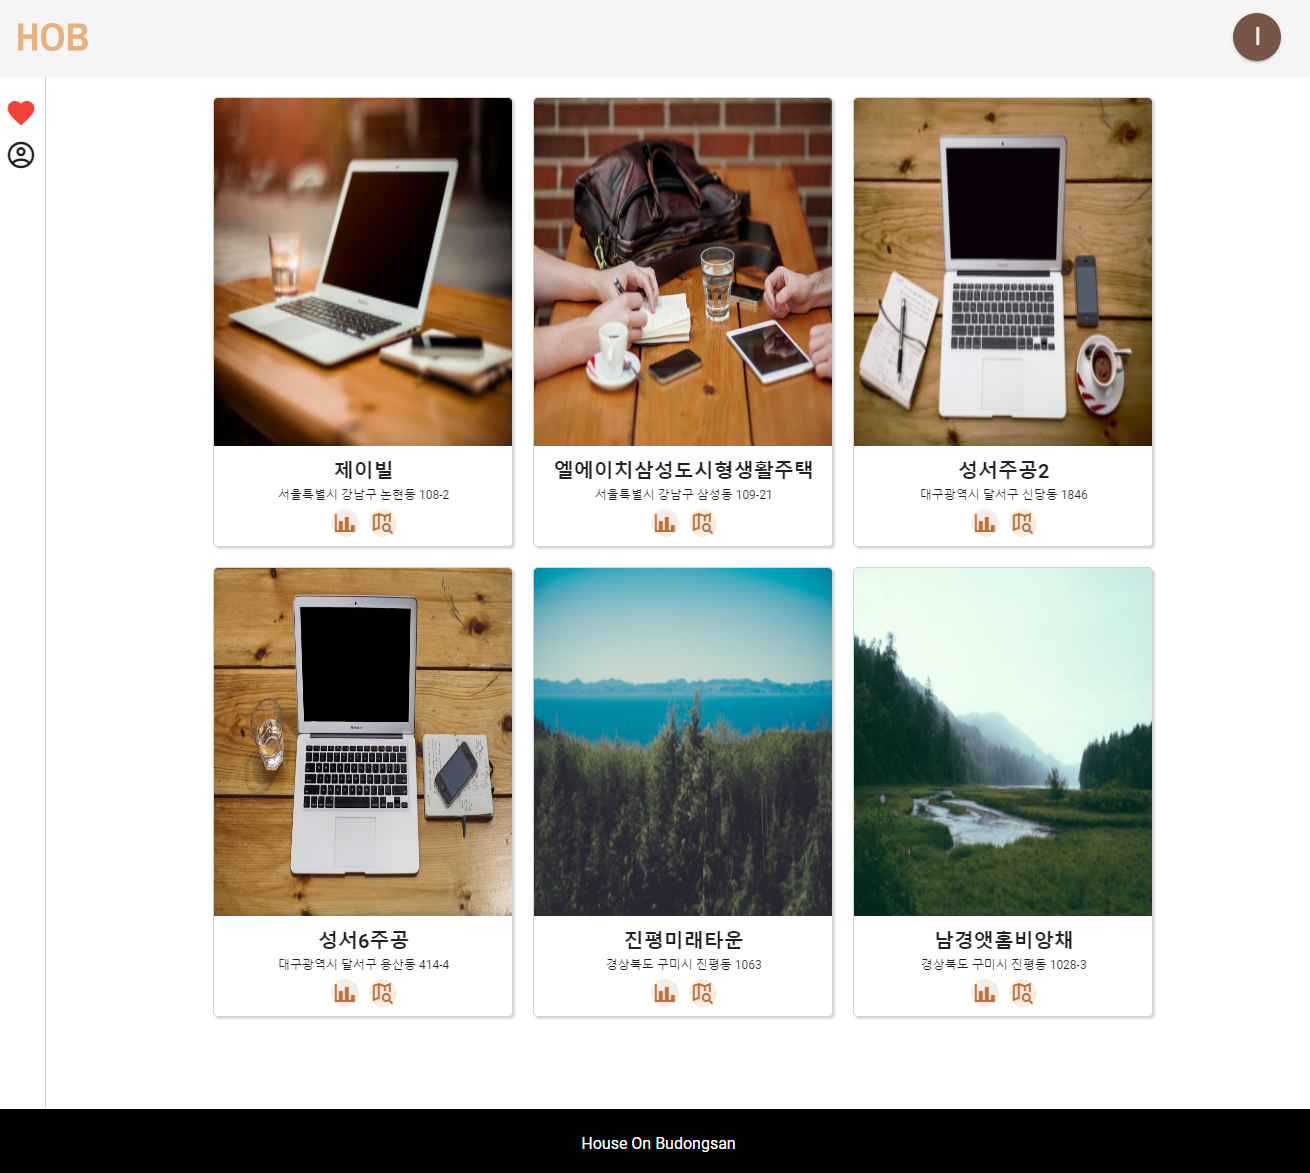 HOB
I
제이빌
서울특별시 강남구 논현동 108-2
엘에이치삼성도시형생활주택
서울특별시 강남구 삼성동 109-21
성서주공2
대구광역시 달서구 신당동 1846
성서6주공
대구광역시 달서구 용산동 414-4
진평미래타운
경상북도 구미시 진평동 1063
남경앳홈비앙채
경상북도 구미시 진평동 1028-3
House On Budongsan